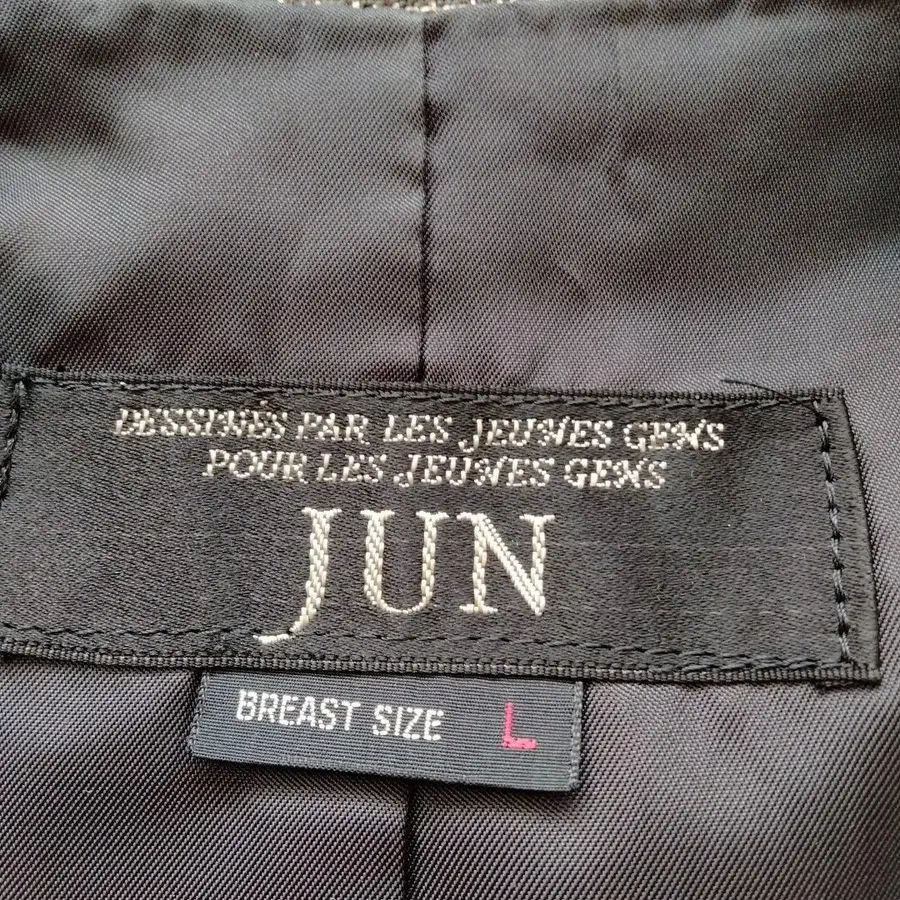 DESSINÉS PAR LES JEUNES GENS
POUR LES JEUNES GENS
JUN
BREAST SIZE L